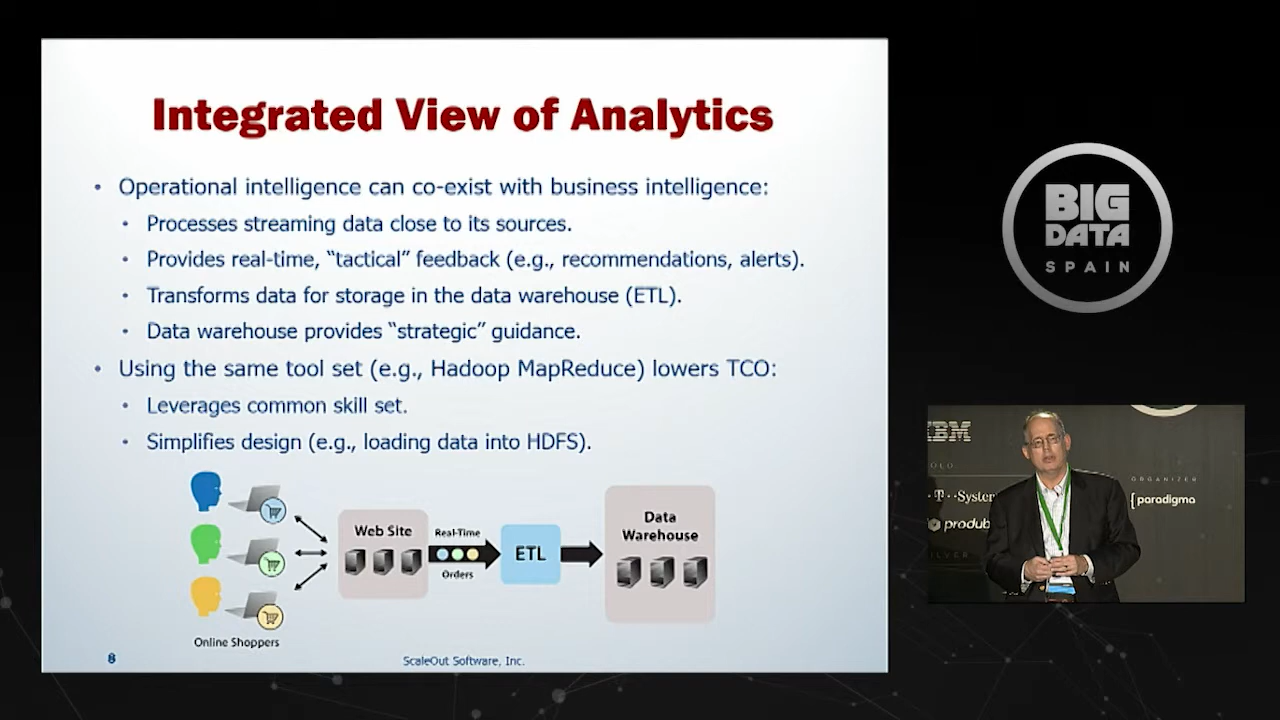 Integrated View of Analytics
• Operational intelligence can co-exist with business intelligence:
• Processes streaming data close to its sources.
• Provides real-time, “tactical” feedback (e.g., recommendations, alerts).
• Transforms data for storage in the data warehouse (ETL).
• Data warehouse provides “strategic” guidance.
• Using the same tool set (e.g., Hadoop MapReduce) lowers TCO:
• Leverages common skill set.
• Simplifies design (e.g., loading data into HDFS).
Online Shoppers
Web Site
Real-Time
Orders
ETL
Data
Warehouse
8
ScaleOut Software, Inc.
BIG
DATA
SPAIN
IBM
OLO
T··System
produb
ILVER
ORGANIZER
paradigma